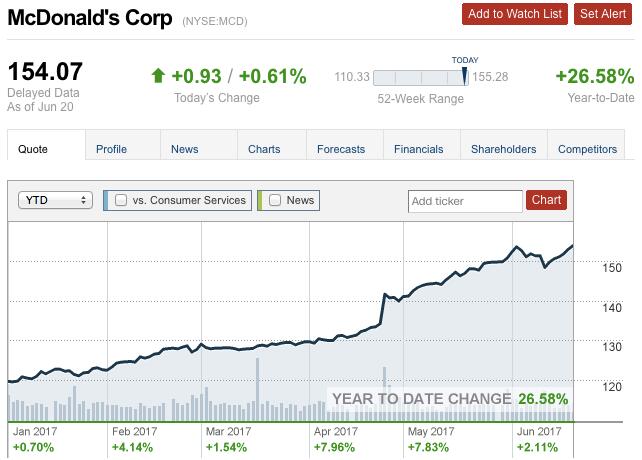 McDonald's Corp (NYSE:MCD)
Add to Watch List
Set Alert
154.07
Delayed Data
As of Jun 20
+0.93 / +0.61%
Today's Change
TODAY
110.33 155.28
52-Week Range
+26.58%
Year-to-Date
Quote Profile News Charts Forecasts Financials Shareholders Competitors
YTD vs. Consumer Services News Add ticker Chart
150
140
130
120
YEAR TO DATE CHANGE 26.58%
Jan 2017 Feb 2017 Mar 2017 Apr 2017 May 2017 Jun 2017
+0.70% +4.14% +1.54% +7.96% +7.83% +2.11%